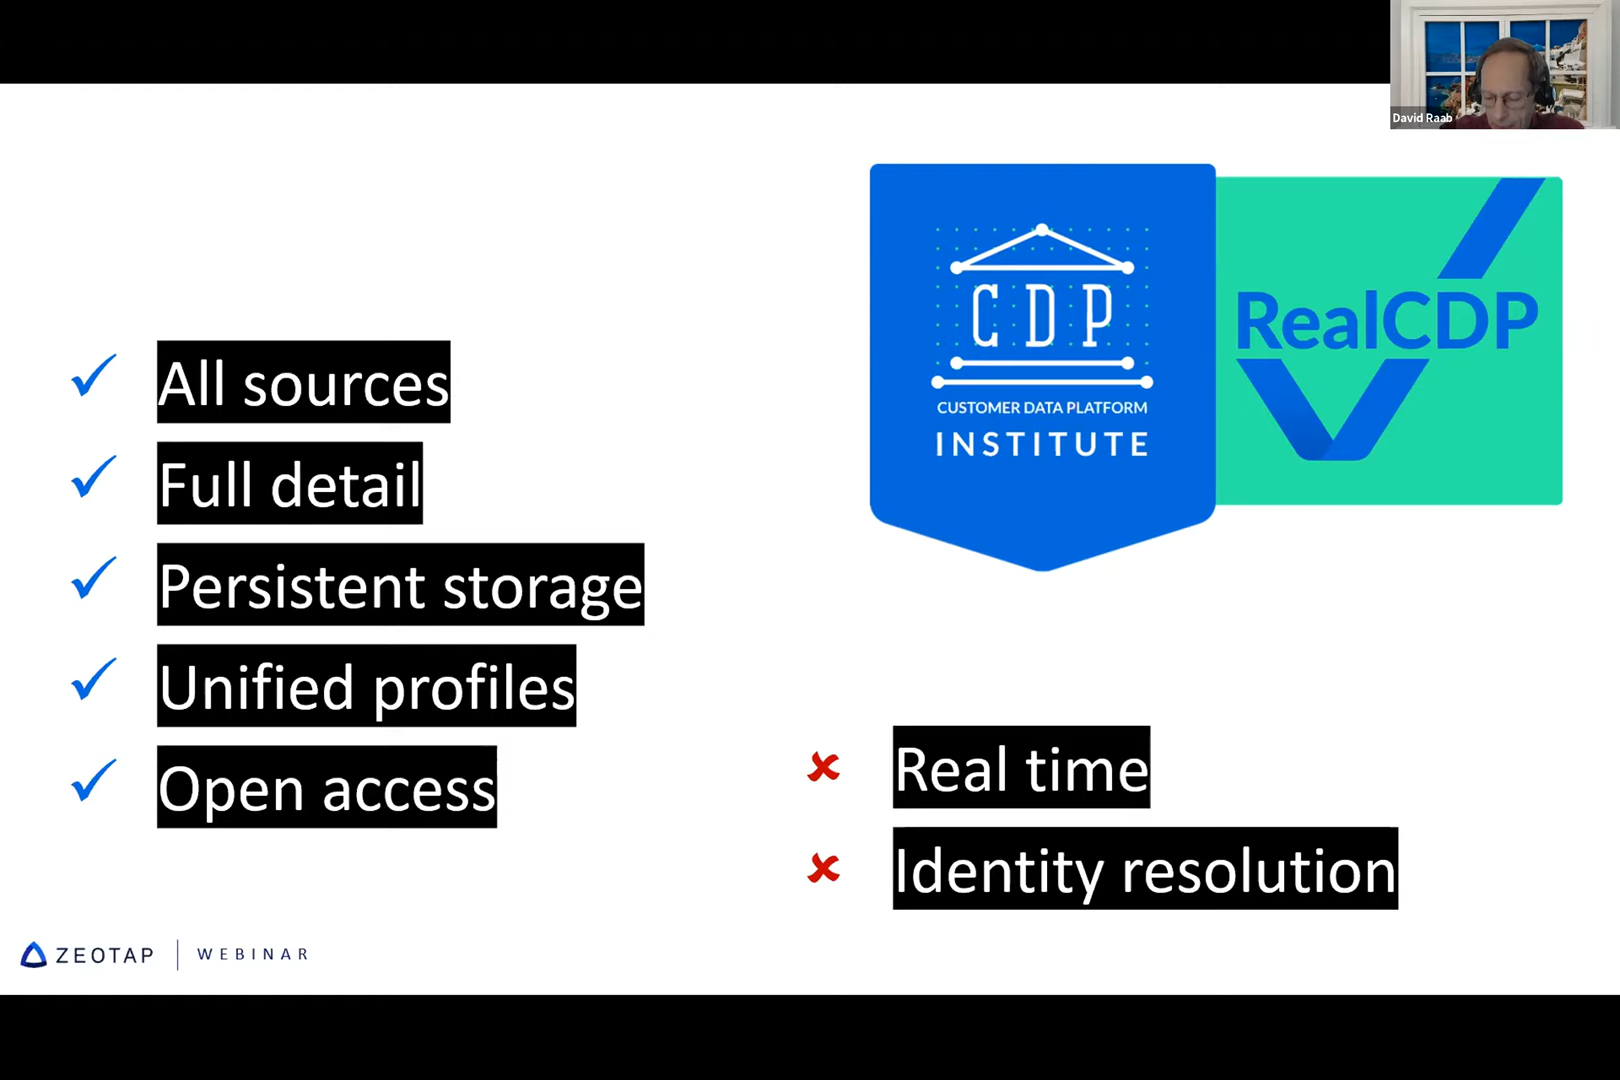 David Raab
CDP
CUSTOMER DATA PLATFORM
INSTITUTE
RealCDP
All sources
Full detail
Persistent storage
Unified profiles
Open access
Real time
Identity resolution
ZEOTAP | WEBINAR